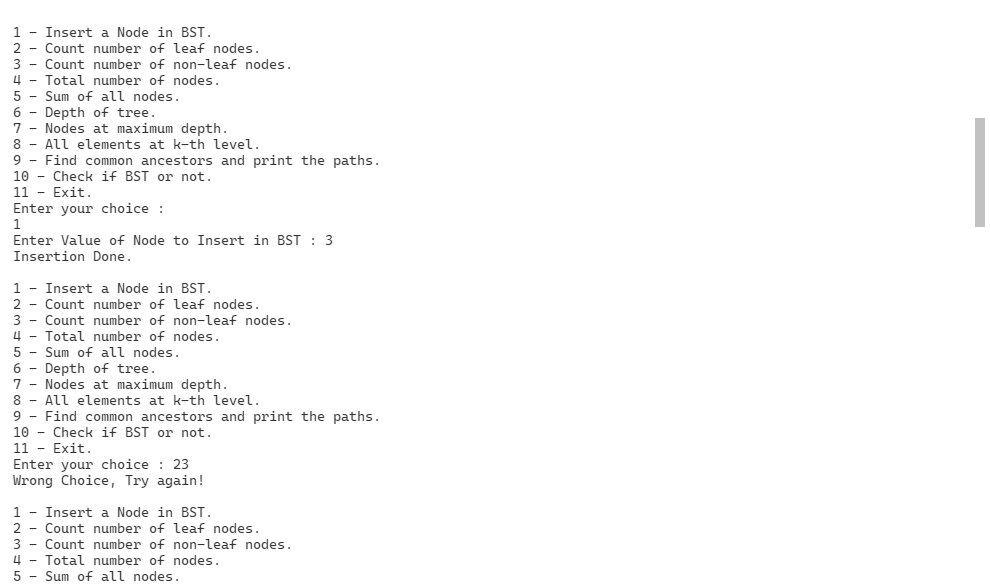 1 - Insert a Node in BST.
2 - Count number of leaf nodes.
3 - Count number of non-leaf nodes.
4 - Total number of nodes.
5 - Sum of all nodes.
6 - Depth of tree.
7 - Nodes at maximum depth.
8 - All elements at k-th level.
9 - Find common ancestors and print the paths.
10 - Check if BST or not.
11 - Exit.
Enter your choice :
1
Enter Value of Node to Insert in BST : 3
Insertion Done.

1 - Insert a Node in BST.
2 - Count number of leaf nodes.
3 - Count number of non-leaf nodes.
4 - Total number of nodes.
5 - Sum of all nodes.
6 - Depth of tree.
7 - Nodes at maximum depth.
8 - All elements at k-th level.
9 - Find common ancestors and print the paths.
10 - Check if BST or not.
11 - Exit.
Enter your choice : 23
Wrong Choice, Try again!

1 - Insert a Node in BST.
2 - Count number of leaf nodes.
3 - Count number of non-leaf nodes.
4 - Total number of nodes.
5 - Sum of all nodes.